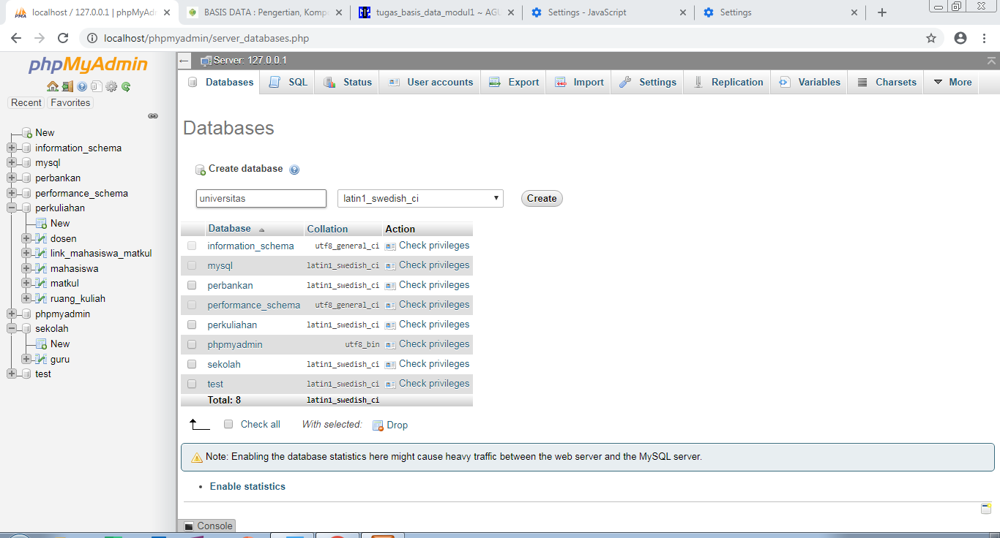 localhost / 127.0.0.1 | phpMyAdr
BASIS DATA : Pengertian, Kompo
tugas_basis_data_modul1 ~ AGU
Settings - JavaScript
Settings
localhost/phpmyadmin/server_databases.php
phpMyAdmin
Recent Favorites
New
information_schema
mysql
perbankan
performance_schema
perkuliahan
New
dosen
link_mahasiswa_matkul
mahasiswa
matkul
ruang_kuliah
phpmyadmin
sekolah
New
guru
test
Server: 127.0.0.1
Databases SQL Status User accounts Export Import Settings Replication Variables Charsets More
Databases
Create database
universitas latin1_swedish_ci Create
Database Collation Action
information_schema utf8_general_ci Check privileges
mysql latin1_swedish_ci Check privileges
perbankan latin1_swedish_ci Check privileges
performance_schema utf8_general_ci Check privileges
perkuliahan latin1_swedish_ci Check privileges
phpmyadmin utf8_bin Check privileges
sekolah latin1_swedish_ci Check privileges
test latin1_swedish_ci Check privileges
Total: 8 latin1_swedish_ci
Check all With selected: Drop
Note: Enabling the database statistics here might cause heavy traffic between the web server and the MySQL server.
• Enable statistics
Console